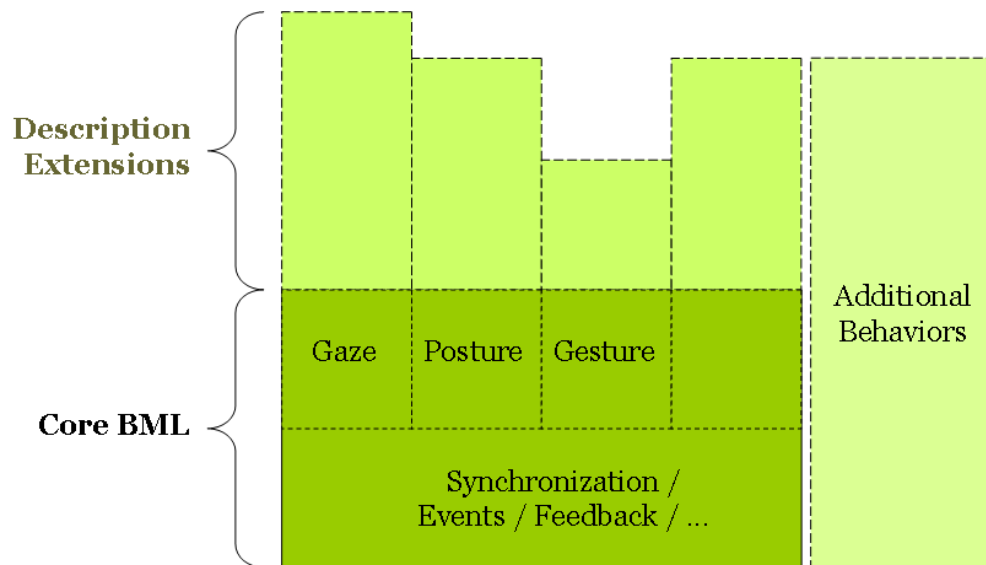 Description
Extensions
Additional
Behaviors
Gaze
Posture
Gesture
Core BML
Synchronization /
Events / Feedback / ...